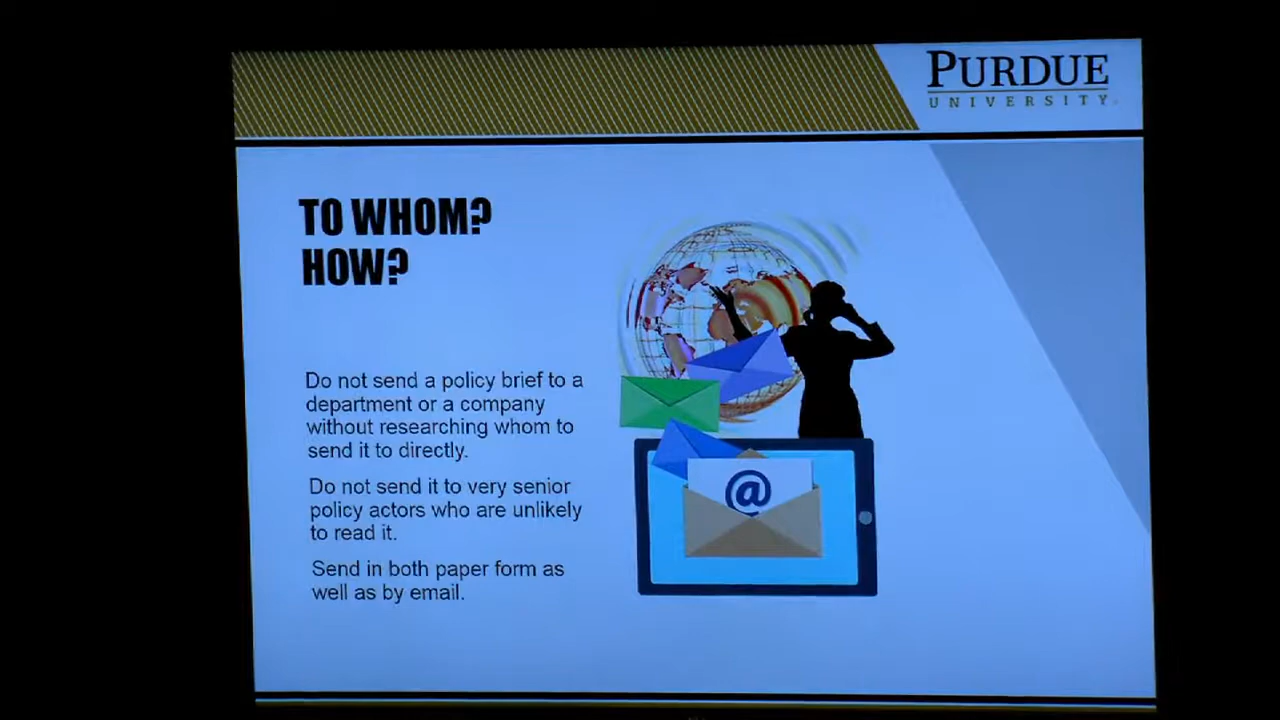 PURDUE
UNIVERSITY
TO WHOM?
HOW?
Do not send a policy brief to a
department or a company
without researching whom to
send it to directly.
Do not send it to very senior
policy actors who are unlikely
to read it.
Send in both paper form as
well as by email.
@